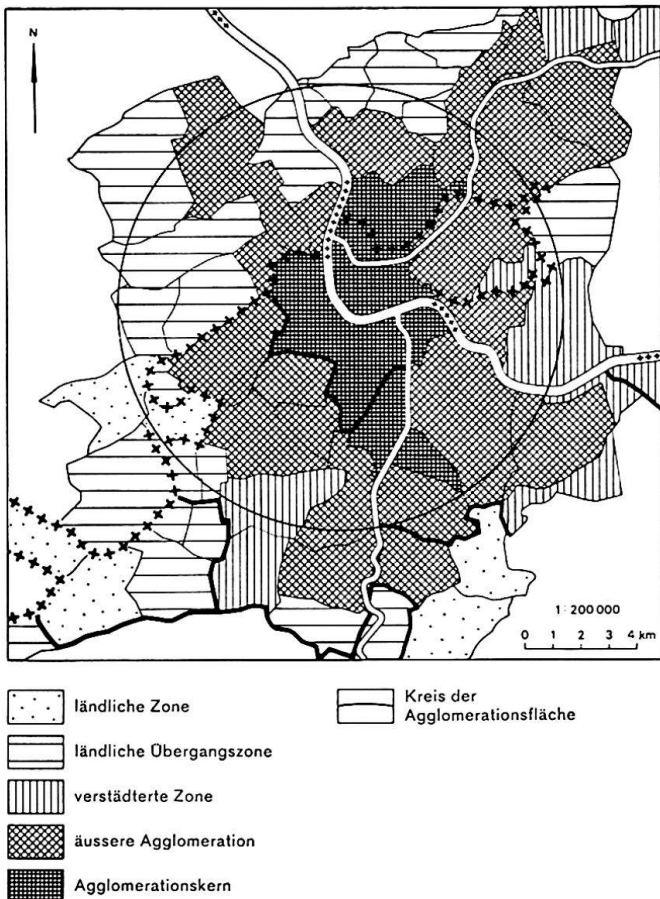 N
1:200 000
0 1 2 3 4 km
ländliche Zone
ländliche Übergangszone
verstädterte Zone
äussere Agglomeration
Agglomerationskern
Kreis der
Agglomerationsfläche